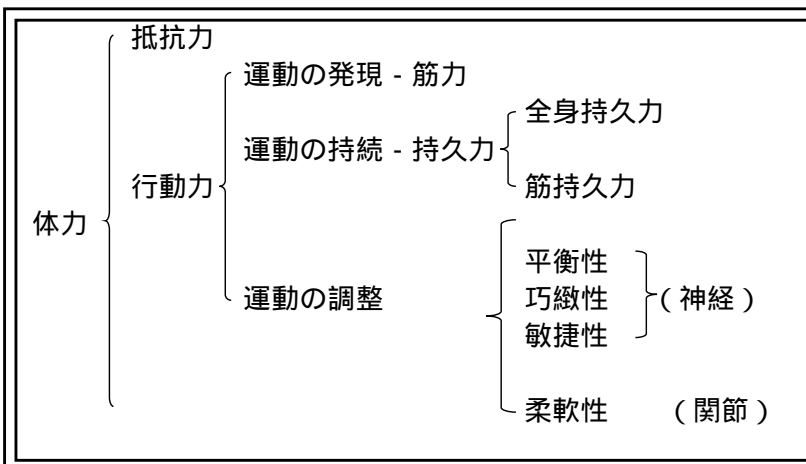 抵抗力
運動の発現 - 筋力
全身持久力
運動の持続 - 持久力
行動力
筋持久力
体力
平衡性
運動の調整
巧緻性
(神経)
敏捷性
柔軟性 (関節)